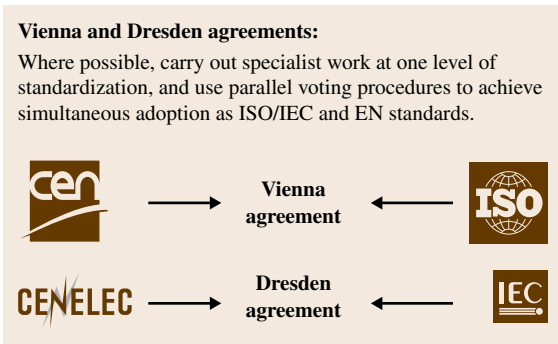 Vienna and Dresden agreements:
Where possible, carry out specialist work at one level of
standardization, and use parallel voting procedures to achieve
simultaneous adoption as ISO/IEC and EN standards.
cen
Vienna
agreement
ISO
CENELEC
Dresden
agreement
IEC